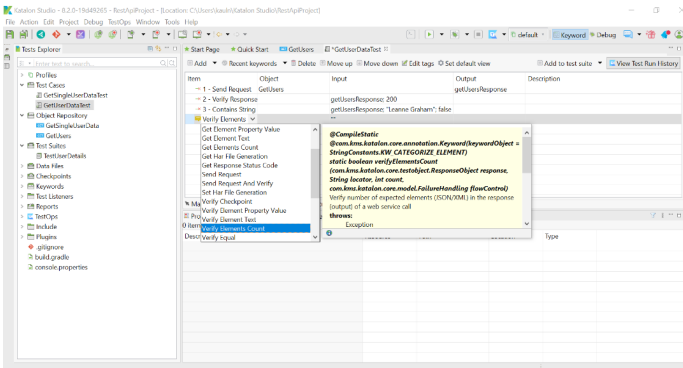 Katalon Studio - 8.2.0 - [RestApiProject] - [Location: C:\Users\
File Action Edit Project Debug TestOps Window Tools Help
default Keyword Debug
Tests Explorer
Start Page Quick Start GetUsers *GetUserDataTest
Enter text to search...
Add Recent keywords Delete Move up Move down Edit tags Set default view Add to test suite View Test Run History
Profiles
Test Cases
GetSingleUserDataTest
GetUserDataTest
Object Repository
GetSingleUserData
GetUsers
Test Suites
TestUserDetails
Data Files
Checkpoints
Keywords
Test Listeners
Reports
TestOps
Include
Plugins
.gitignore
build.gradle
console.properties
Item Object Input Output Description
1 - Send Request GetUsers getUsersResponse
2 - Verify Response getUsersResponse; 200
3 - Contains String getUsersResponse; "Leanne Graham"; false
Verify Elements ""
Get Element Property Value
Get Element Text
Get Elements Count
Get Har File Generation
Get Response Status Code
Send Request
Send Request And Verify
Set Har File Generation
Verify Checkpoint
Verify Element Property Value
Verify Element Text
Verify Elements Count
Verify Equal
@CompileStatic
@com.kms.katalon.core.annotation.Keyword(keywordObject =
StringConstants.KW_CATEGORIZE_ELEMENT)
static boolean verifyElementsCount
(com.kms.katalon.core.testobject.ResponseObject response,
String locator, int count,
com.kms.katalon.core.model.FailureHandling flowControl)
Verify number of expected elements (JSON/XML) in the response
(output) of a web service call
throws:
Exception
Type